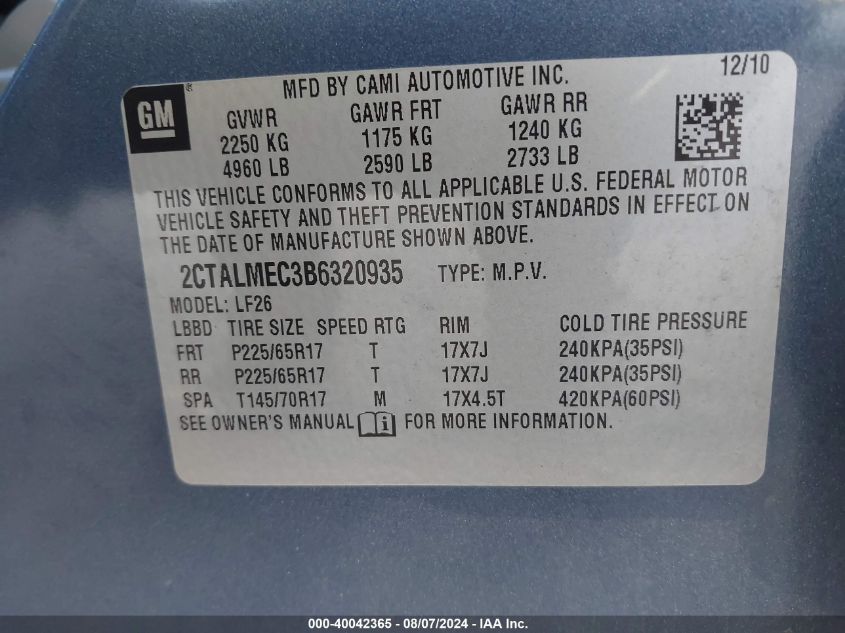 12/10
MFD BY CAMI AUTOMOTIVE INC.
GM
GVWR GAWR FRT GAWR RR
2250 KG 1175 KG 1240 KG
4960 LB 2590 LB 2733 LB
THIS VEHICLE CONFORMS TO ALL APPLICABLE U.S. FEDERAL MOTOR
VEHICLE SAFETY AND THEFT PREVENTION STANDARDS IN EFFECT ON
THE DATE OF MANUFACTURE SHOWN ABOVE.
2CTALMEC3B6320935 TYPE: M.P.V.
MODEL: LF26
LBBD TIRE SIZE SPEED RTG RIM COLD TIRE PRESSURE
FRT P225/65R17 T 17X7J 240KPA(35PSI)
RR P225/65R17 T 17X7J 240KPA(35PSI)
SPA T145/70R17 M 17X4.5T 420KPA(60PSI)
SEE OWNER'S MANUAL i FOR MORE INFORMATION.
000-40042365 - 08/07/2024 - IAA Inc.